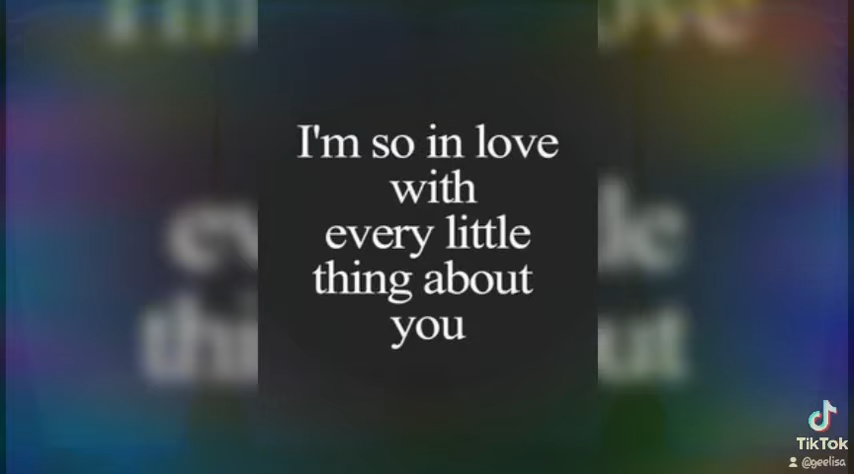 I'm so in love
with
every little
thing about
you
TikTok
@geelisa